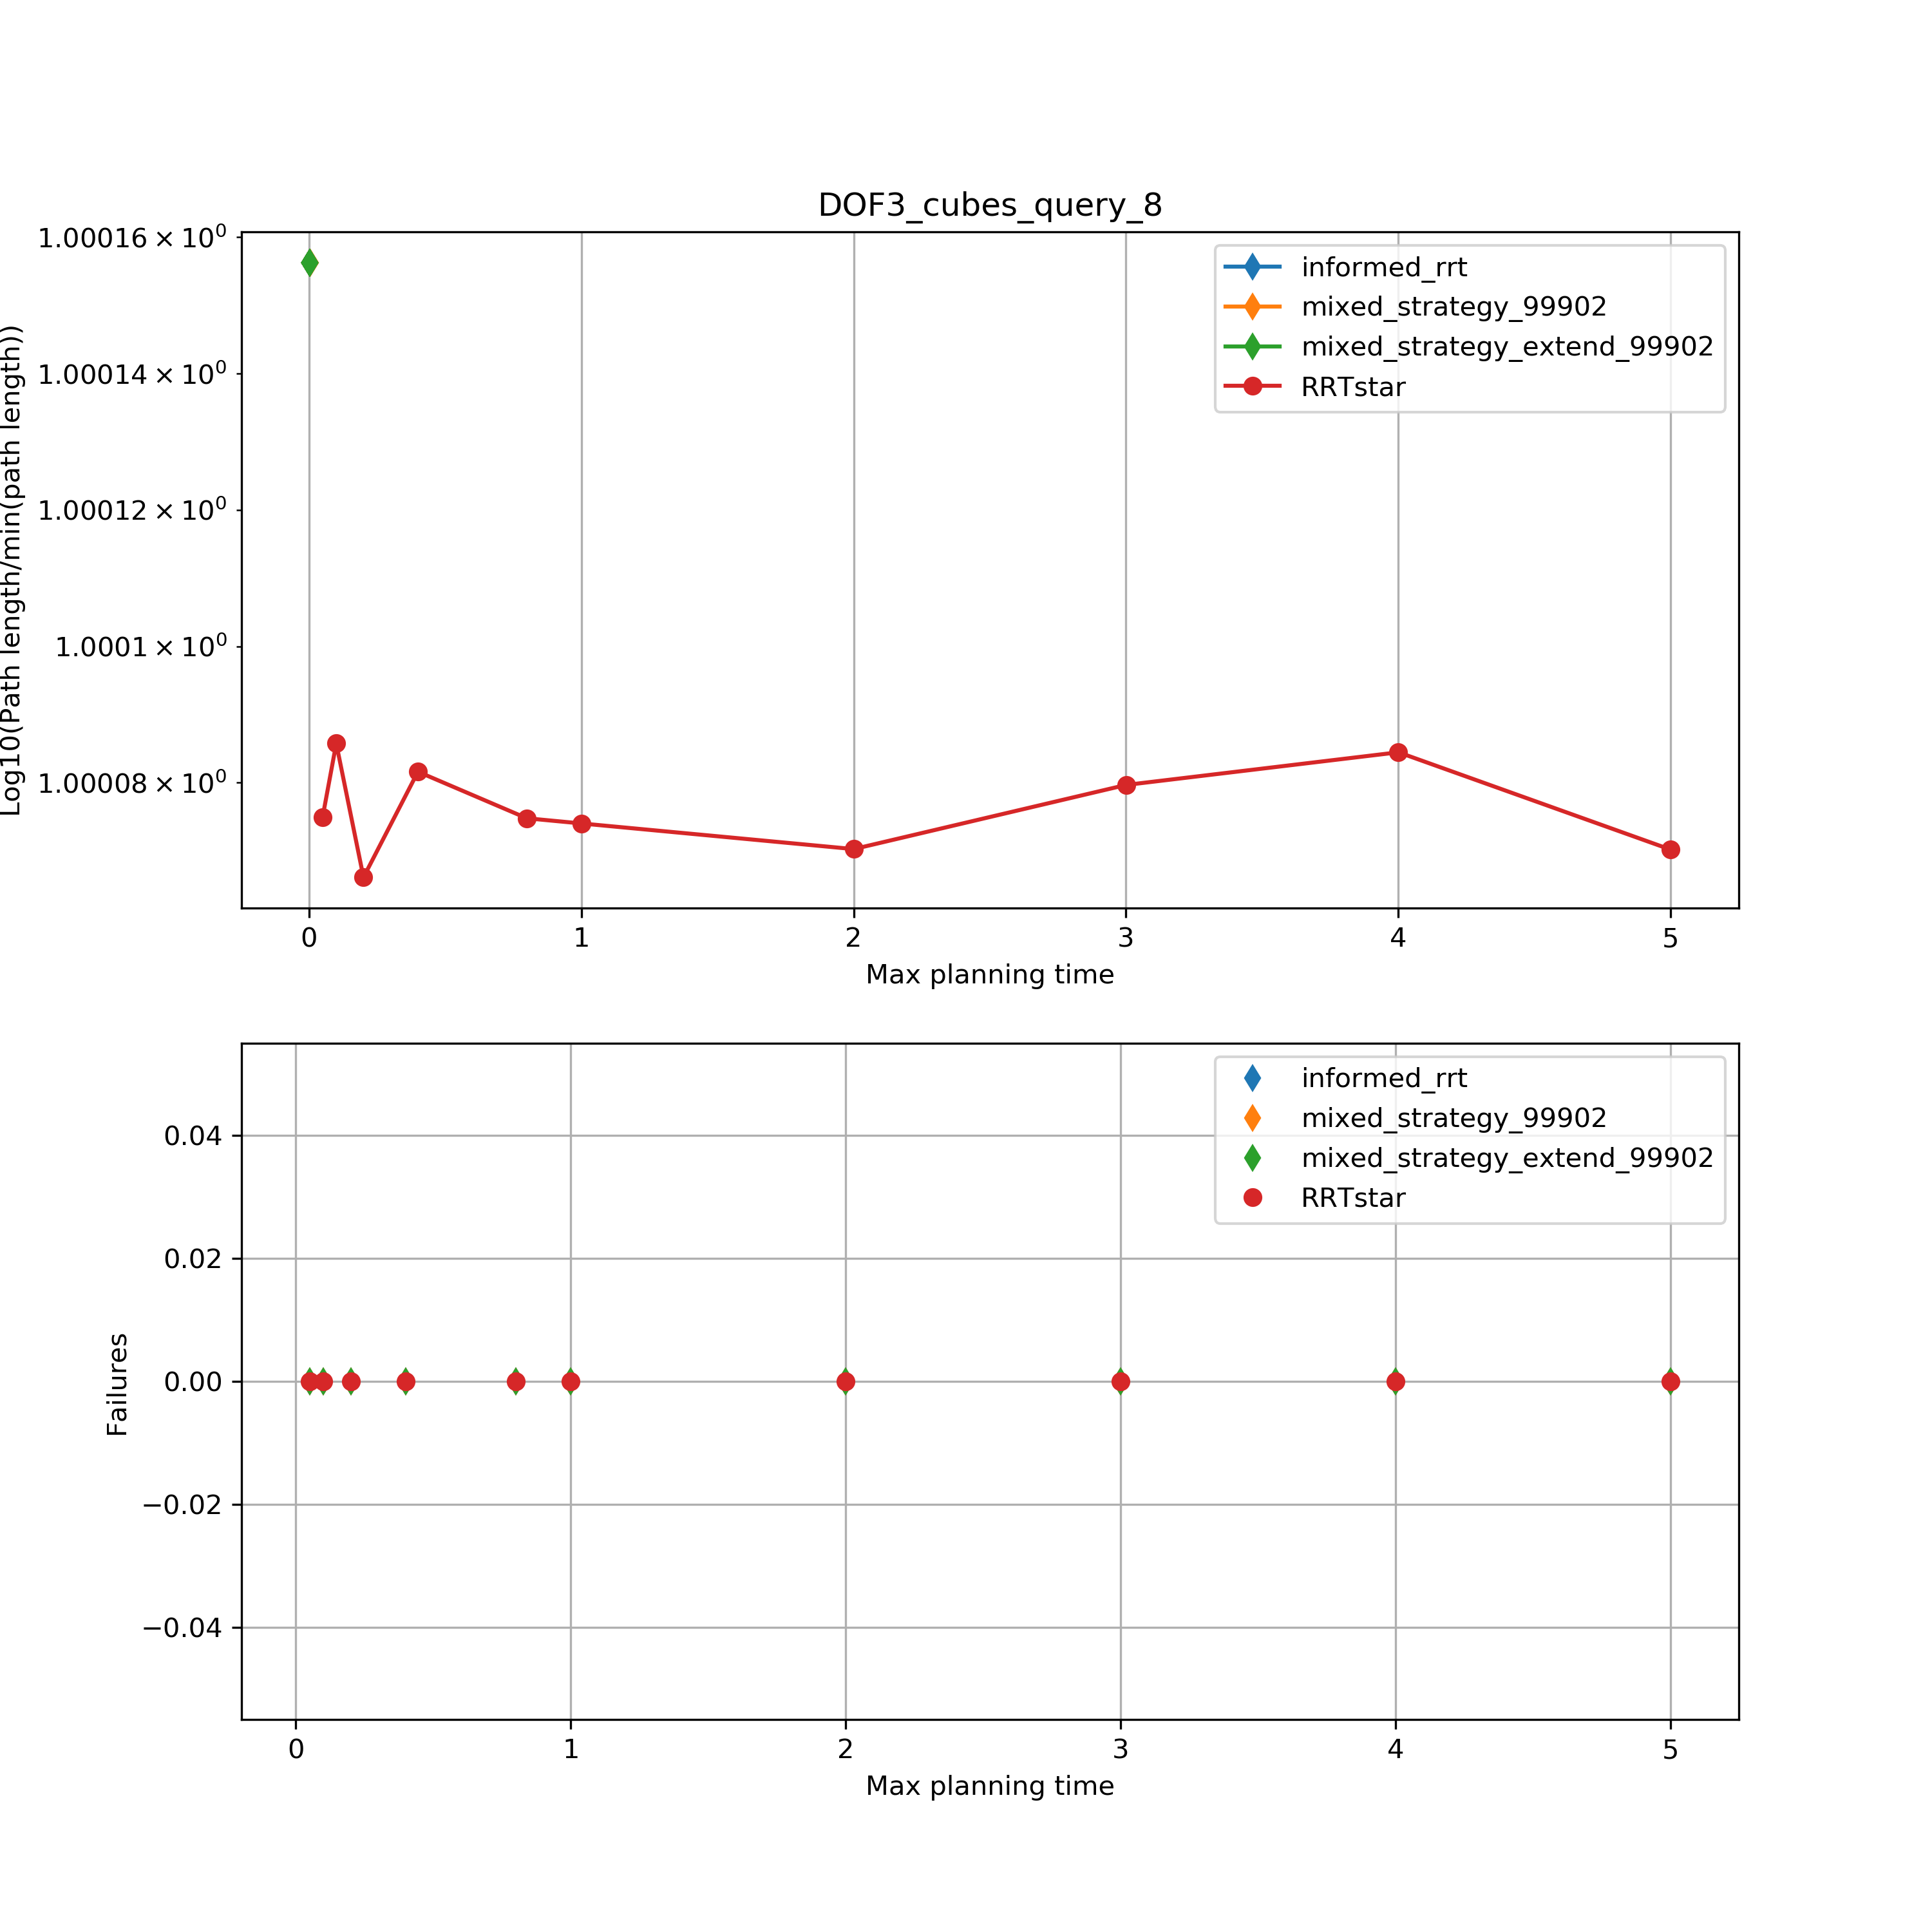 DOF3_cubes_query_8
Log10(Path length/min(path length))
1.00016 × 10⁰
1.00014 × 10⁰
1.00012 × 10⁰
1.0001 × 10⁰
1.00008 × 10⁰
informed_rrt
mixed_strategy_99902
mixed_strategy_extend_99902
RRTstar
0 1 2 3 4 5
Max planning time
Failures
0.04
0.02
0.00
−0.02
−0.04
informed_rrt
mixed_strategy_99902
mixed_strategy_extend_99902
RRTstar
0 1 2 3 4 5
Max planning time